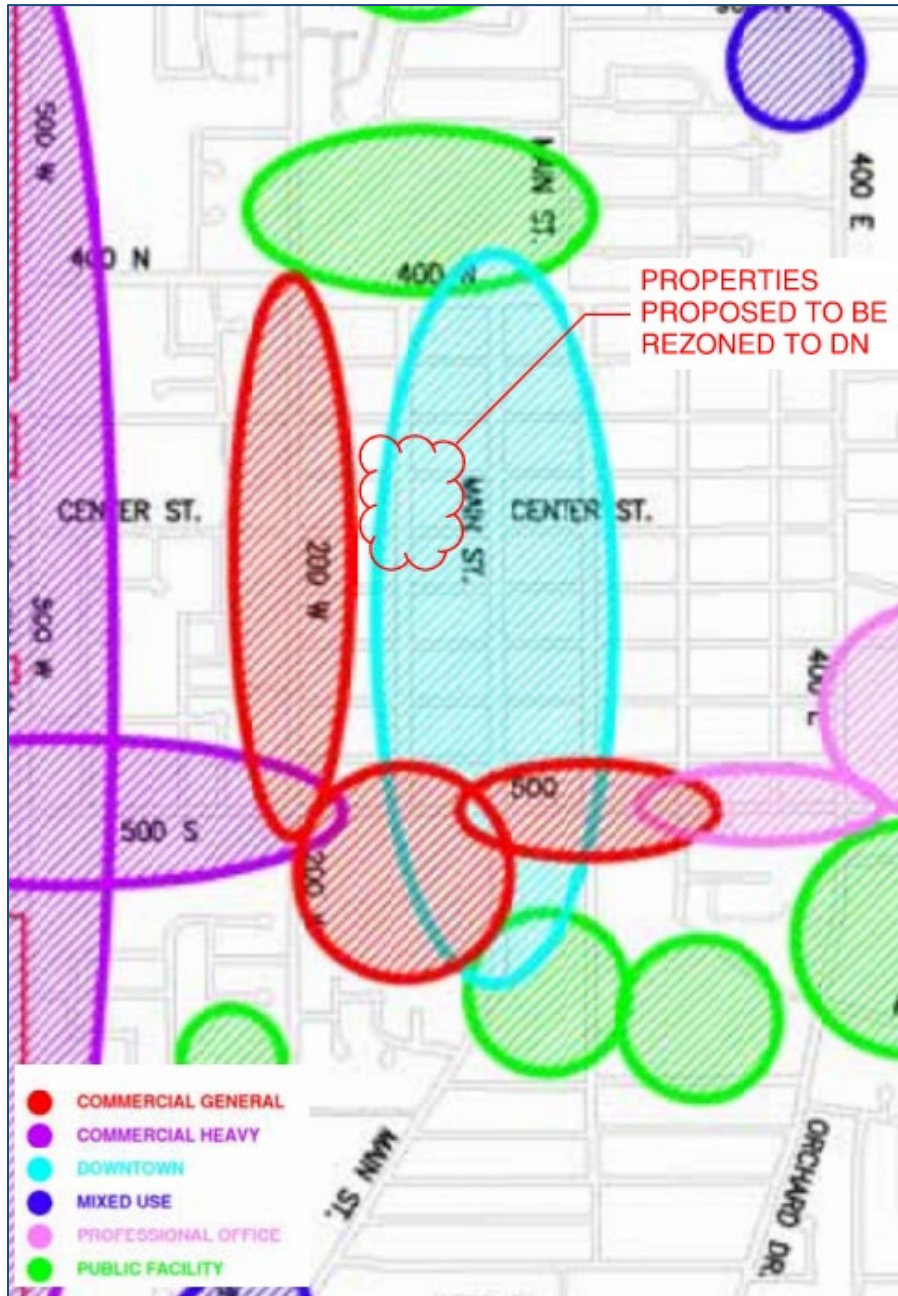 500 W
400 E
MAIN ST.
400 N
400 N
PROPERTIES
PROPOSED TO BE
REZONED TO DN
CENTER ST.
MAIN ST.
CENTER ST.
200 W
500 W
500
500 S
200 W
COMMERCIAL GENERAL
COMMERCIAL HEAVY
DOWNTOWN
MIXED USE
PROFESSIONAL OFFICE
PUBLIC FACILITY
MAIN ST.
ORCHARD DR.